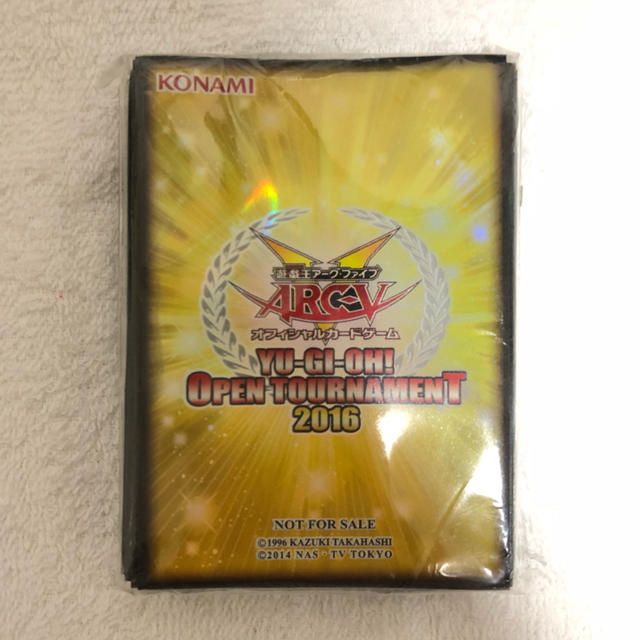 KONAMI
遊戯王アーク・ファイブ
ARC-V
オフィシャルカードゲーム
YU-GI-OH!
OPEN TOURNAMENT
2016
NOT FOR SALE
©1996 KAZUKI TAKAHASHI
©2014 NAS・TV TOKYO